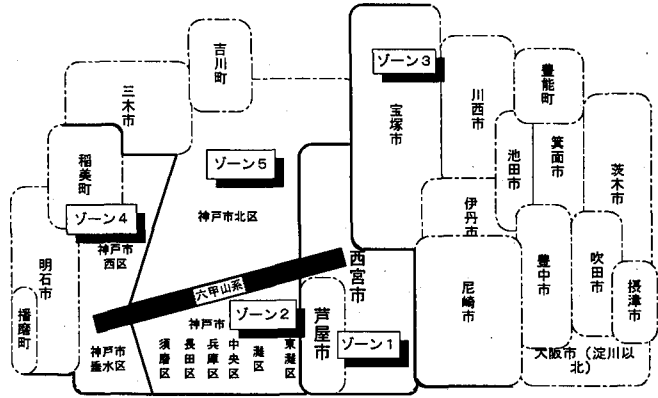 吉川町
ゾーン3
豊能町
三木市
川西市
宝塚市
箕面市
茨木市
池田市
稲美町
ゾーン5
ゾーン4
神戸市北区
伊丹市
神戸市
西区
西宮市
明石市
六甲山系
尼崎市
豊中市
吹田市
摂津市
播磨町
神戸市
ゾーン2
芦屋市
ゾーン1
神戸市
垂水区
須磨区
長田区
兵庫区
中央区
灘区
東灘区
大阪市（淀川以
北）